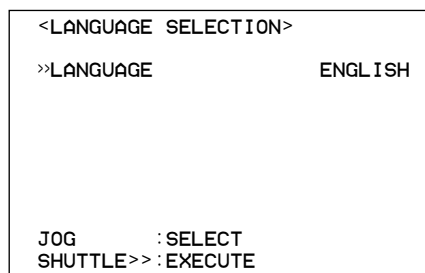 <LANGUAGE SELECTION>
»LANGUAGE ENGLISH
JOG :SELECT
SHUTTLE>>:EXECUTE